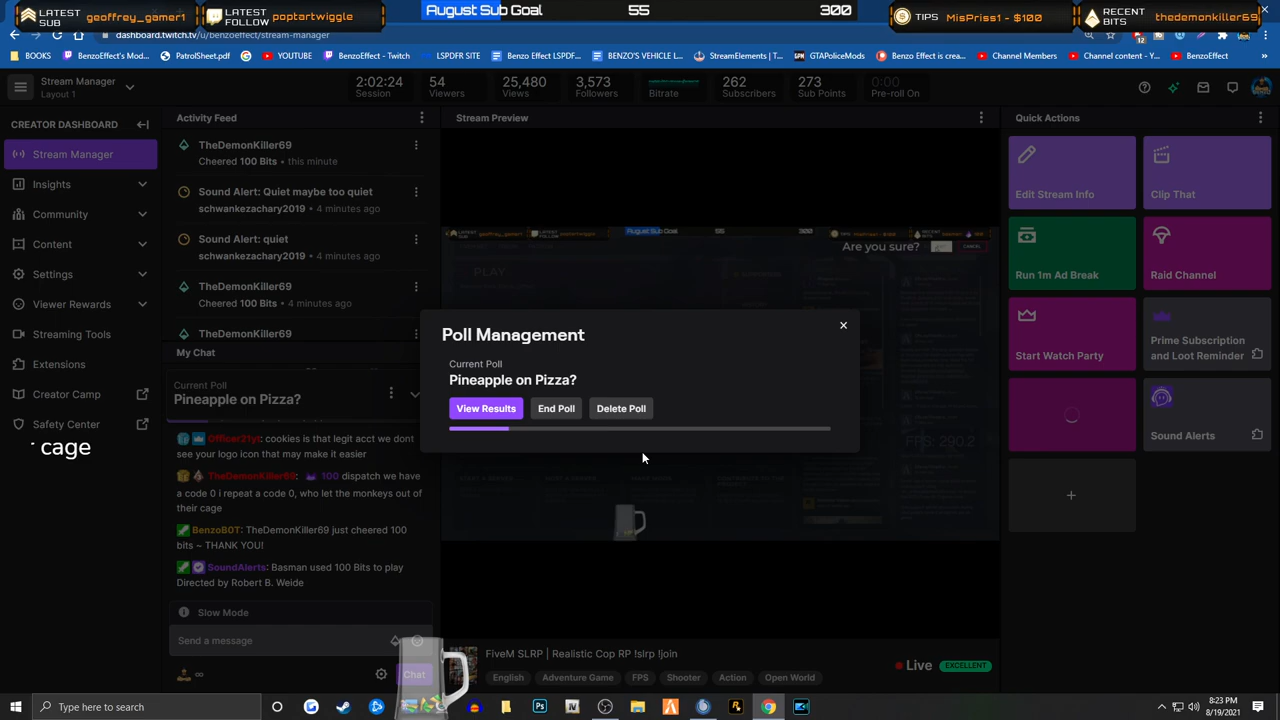 LATEST SUB geoffrey_gamer1
LATEST FOLLOW poptartwiggle
August Sub Goal 55 300
TIPS MisPriss1 - $100
RECENT BITS thedemonkiller69
dashboard.twitch.tv/u/benzoeffect/stream-manager
BOOKS BenzoEffect's Mod... PatrolSheet.pdf YOUTUBE BenzoEffect - Twitch LSPDFR SITE Benzo Effect LSPDF... BENZO'S VEHICLE L... StreamElements | T... GTAPoliceMods Benzo Effect is crea... Channel Members Channel content - Y... BenzoEffect
Stream Manager
Layout 1
2:02:24
Session
54
Viewers
25,480
Views
3,573
Followers
Bitrate
262
Subscribers
273
Sub Points
0:00
Pre-roll On
CREATOR DASHBOARD
Stream Manager
Insights
Community
Content
Settings
Viewer Rewards
Streaming Tools
Extensions
Creator Camp
Safety Center
r cage
Activity Feed
TheDemonKiller69
Cheered 100 Bits • this minute
Sound Alert: Quiet maybe too quiet
schwankezachary2019 • 4 minutes ago
Sound Alert: quiet
schwankezachary2019 • 4 minutes ago
TheDemonKiller69
Cheered 100 Bits • 4 minutes ago
TheDemonKiller69
My Chat
Current Poll
Pineapple on Pizza?
Officer21yt: cookies is that legit acct we dont
see your logo icon that may make it easier
TheDemonKiller69: 100 dispatch we have
a code 0 i repeat a code 0, who let the monkeys out of
their cage
BenzoBOT: TheDemonKiller69 just cheered 100
bits ~ THANK YOU!
SoundAlerts: Basman used 100 Bits to play
Directed by Robert B. Weide
Slow Mode
Send a message
Chat
Stream Preview
August Sub Goal 55 300
Are you sure? CANCEL
PLAY
FPS: 290.2
Poll Management
Current Poll
Pineapple on Pizza?
View Results End Poll Delete Poll
FiveM SLRP | Realistic Cop RP !slrp !join
English Adventure Game FPS Shooter Action Open World
Live EXCELLENT
Quick Actions
Edit Stream Info
Clip That
Run 1m Ad Break
Raid Channel
Start Watch Party
Prime Subscription
and Loot Reminder
Sound Alerts
Type here to search
8:23 PM
8/19/2021